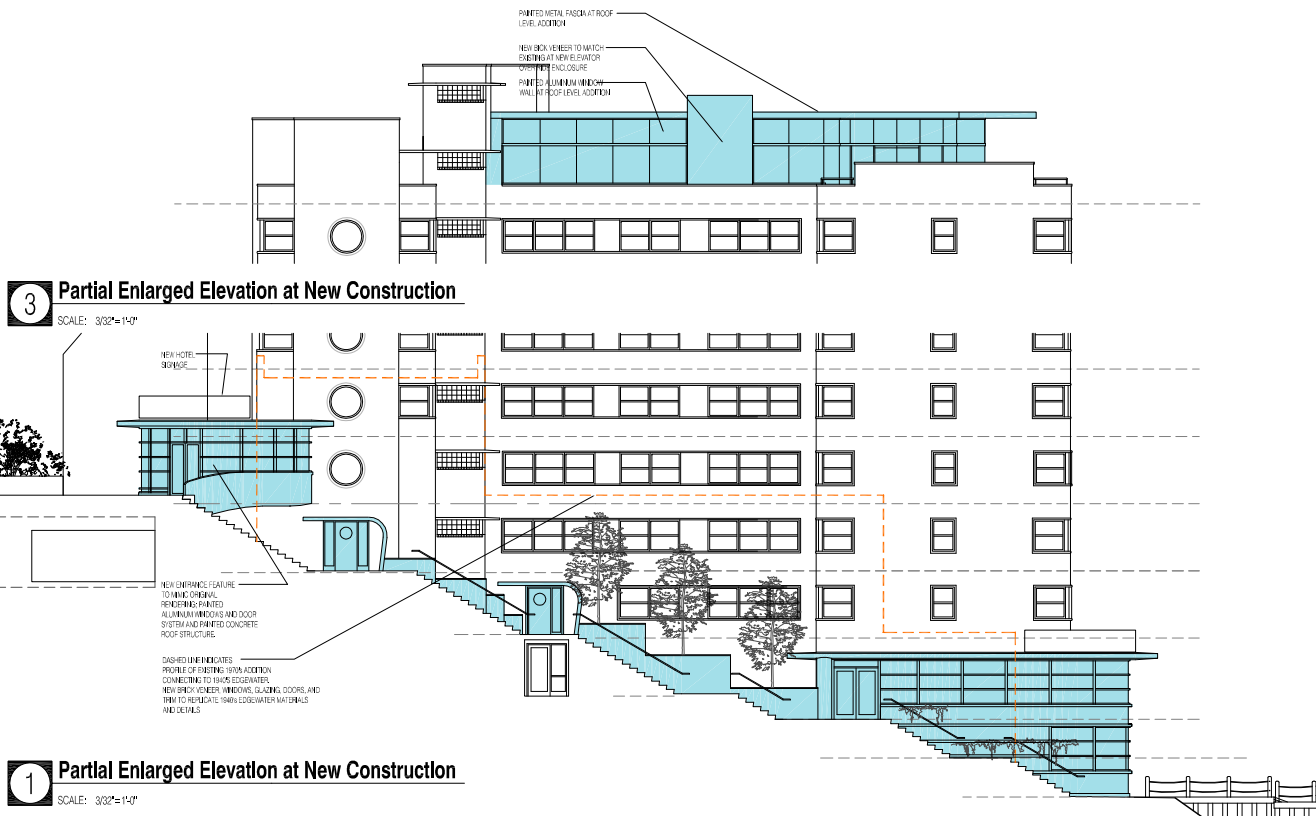 PAINTED METAL FASCIA AT ROOF
LEVEL ADDITION
NEW BICK VENEER TO MATCH
EXISTING AT NEW ELEVATOR
OVERRIDE ENCLOSURE
PAINTED ALUMINUM WINDOW
WALL AT ROOF LEVEL ADDITION
3
Partial Enlarged Elevation at New Construction
SCALE: 3/32"=1'-0"
NEW HOTEL
SIGNAGE
NEW ENTRANCE FEATURE
TO MIMIC ORIGINAL
RENDERING; PAINTED
ALUMINUM WINDOWS AND DOOR
SYSTEM AND PAINTED CONCRETE
ROOF STRUCTURE.
DASHED LINE INDICATES
PROFILE OF EXISTING 1970's ADDITION
CONNECTING TO 1940'S EDGEWATER.
NEW BRICK VENEER, WINDOWS, GLAZING, DOORS, AND
TRIM TO REPLICATE 1940's EDGEWATER MATERIALS
AND DETAILS
1
Partial Enlarged Elevation at New Construction
SCALE: 3/32"=1'-0"